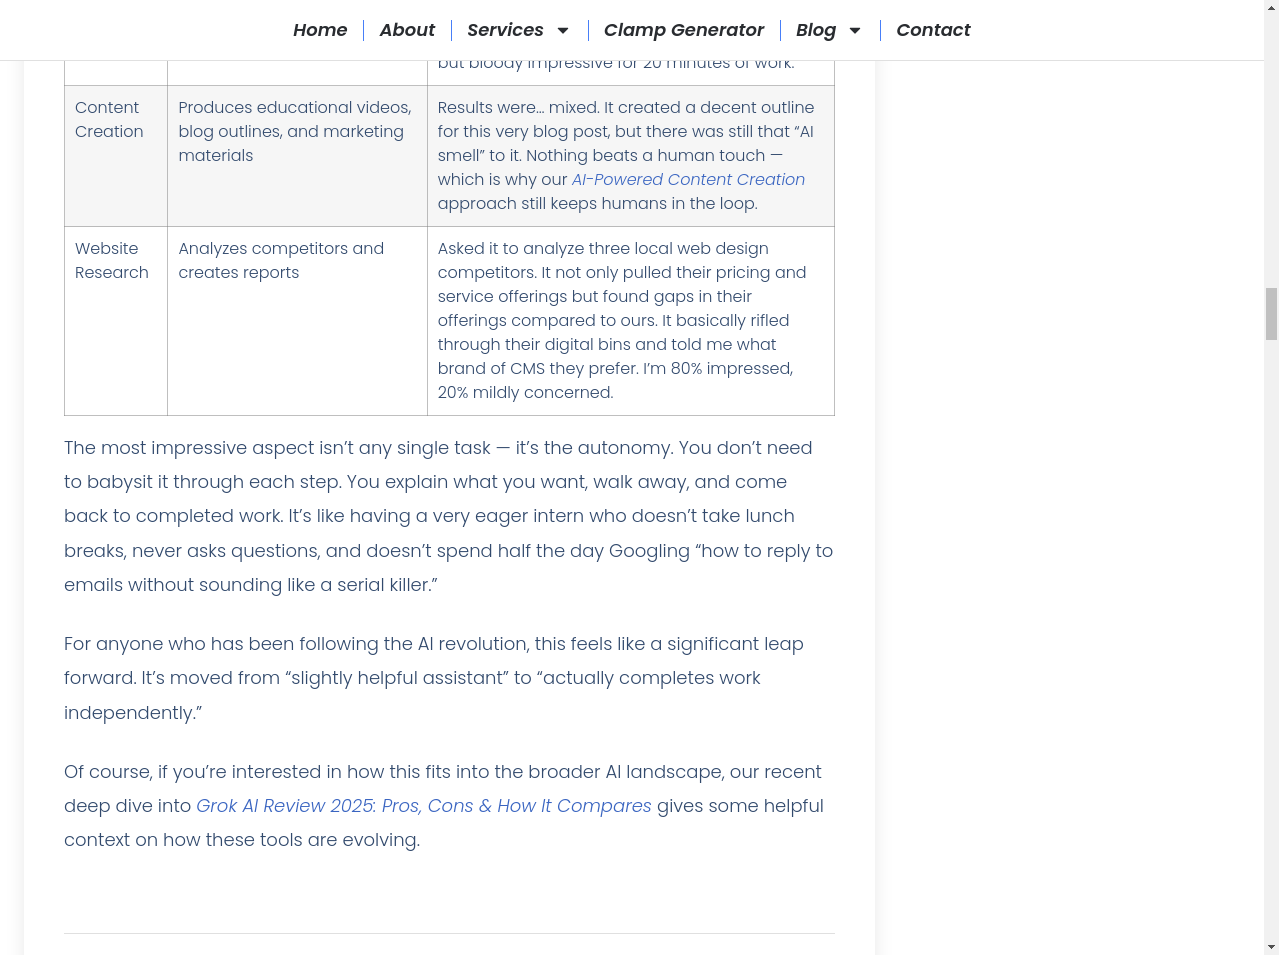 Home
About
Services
Clamp Generator
Blog
Contact
but bloody impressive for 20 minutes of work.
Content
Creation
Produces educational videos,
blog outlines, and marketing
materials
Results were… mixed. It created a decent outline
for this very blog post, but there was still that “AI
smell” to it. Nothing beats a human touch —
which is why our AI-Powered Content Creation
approach still keeps humans in the loop.
Website
Research
Analyzes competitors and
creates reports
Asked it to analyze three local web design
competitors. It not only pulled their pricing and
service offerings but found gaps in their
offerings compared to ours. It basically rifled
through their digital bins and told me what
brand of CMS they prefer. I’m 80% impressed,
20% mildly concerned.
The most impressive aspect isn’t any single task — it’s the autonomy. You don’t need
to babysit it through each step. You explain what you want, walk away, and come
back to completed work. It’s like having a very eager intern who doesn’t take lunch
breaks, never asks questions, and doesn’t spend half the day Googling “how to reply to
emails without sounding like a serial killer.”
For anyone who has been following the AI revolution, this feels like a significant leap
forward. It’s moved from “slightly helpful assistant” to “actually completes work
independently.”
Of course, if you’re interested in how this fits into the broader AI landscape, our recent
deep dive into Grok AI Review 2025: Pros, Cons & How It Compares gives some helpful
context on how these tools are evolving.